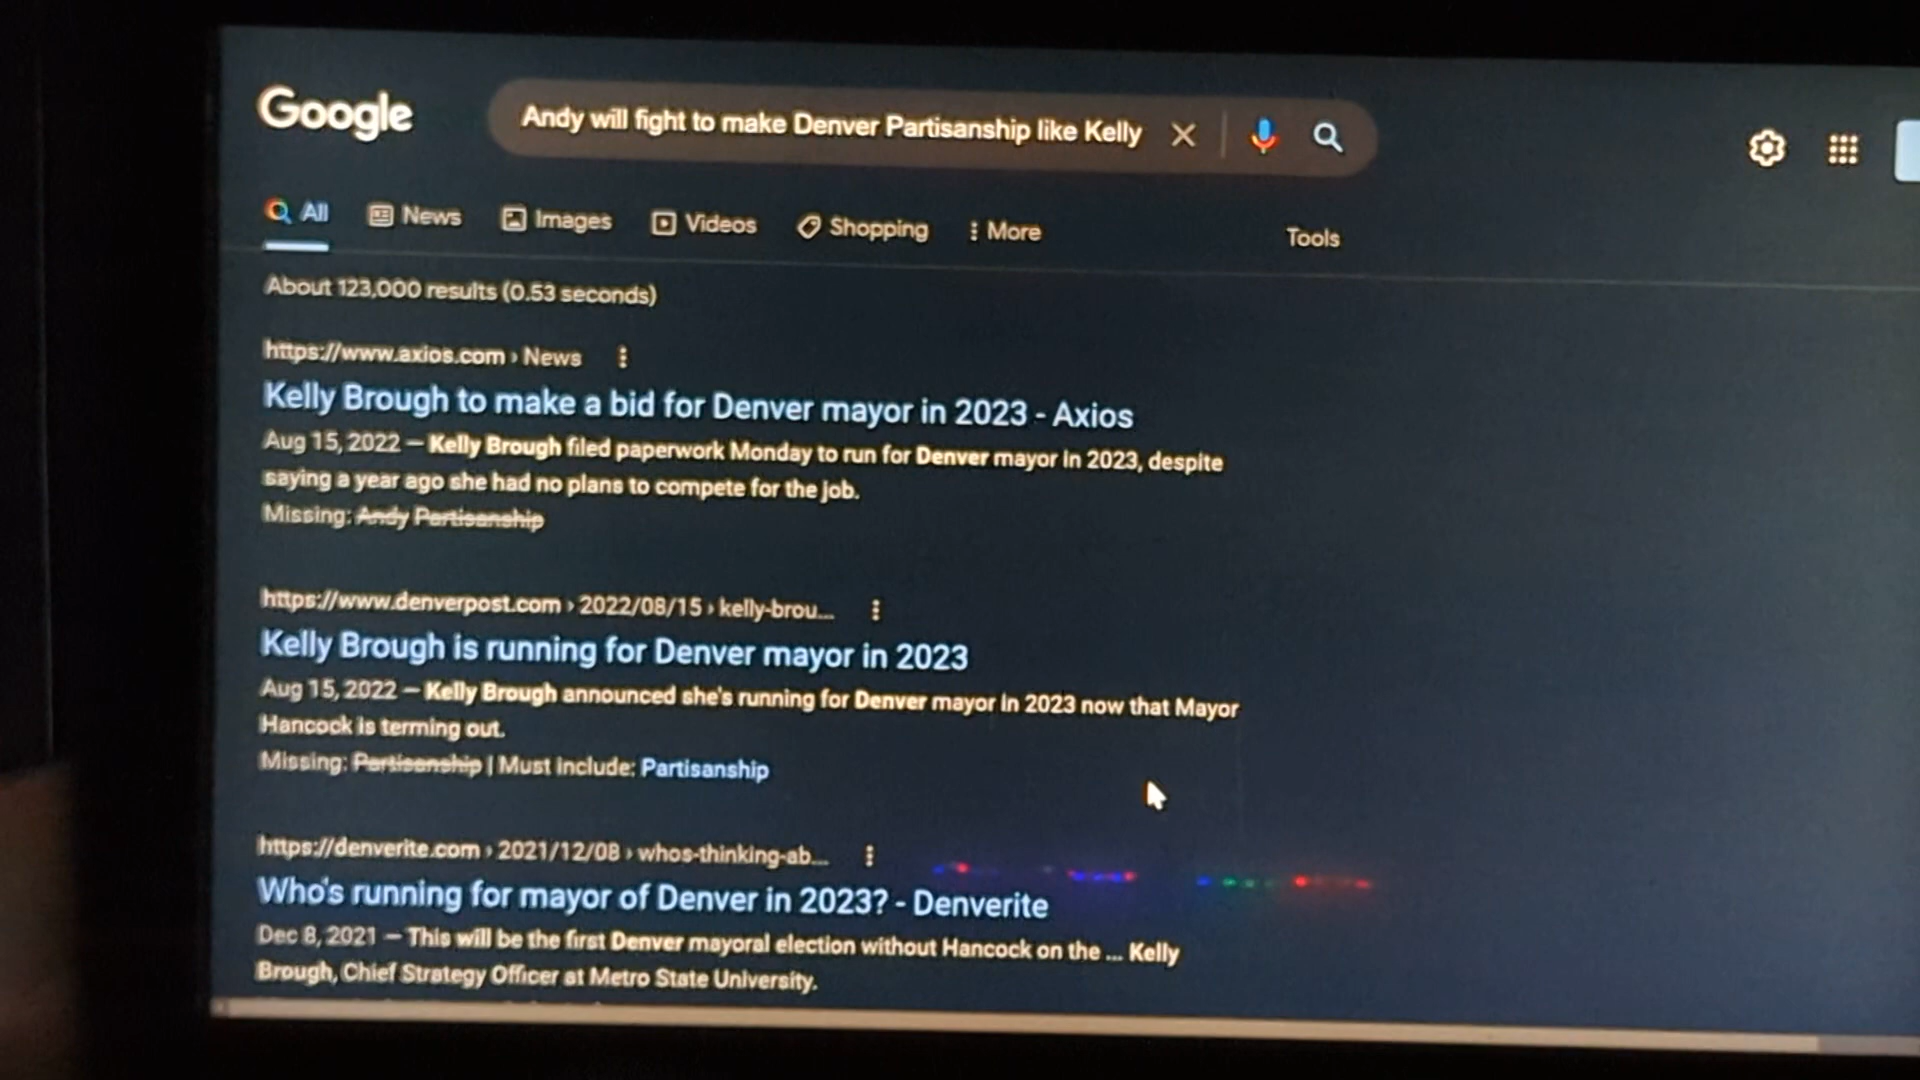 Google
Andy will fight to make Denver Partisanship like Kelly
All News Images Videos Shopping More Tools
About 123,000 results (0.53 seconds)
https://www.axios.com › News
Kelly Brough to make a bid for Denver mayor in 2023 - Axios
Aug 15, 2022 — Kelly Brough filed paperwork Monday to run for Denver mayor in 2023, despite
saying a year ago she had no plans to compete for the job.
Missing: Andy Partisanship
https://www.denverpost.com › 2022/08/15 › kelly-brou...
Kelly Brough is running for Denver mayor in 2023
Aug 15, 2022 — Kelly Brough announced she's running for Denver mayor in 2023 now that Mayor
Hancock is terming out.
Missing: Partisanship | Must include: Partisanship
https://denverite.com › 2021/12/08 › whos-thinking-ab...
Who's running for mayor of Denver in 2023? - Denverite
Dec 8, 2021 — This will be the first Denver mayoral election without Hancock on the ... Kelly
Brough, Chief Strategy Officer at Metro State University.